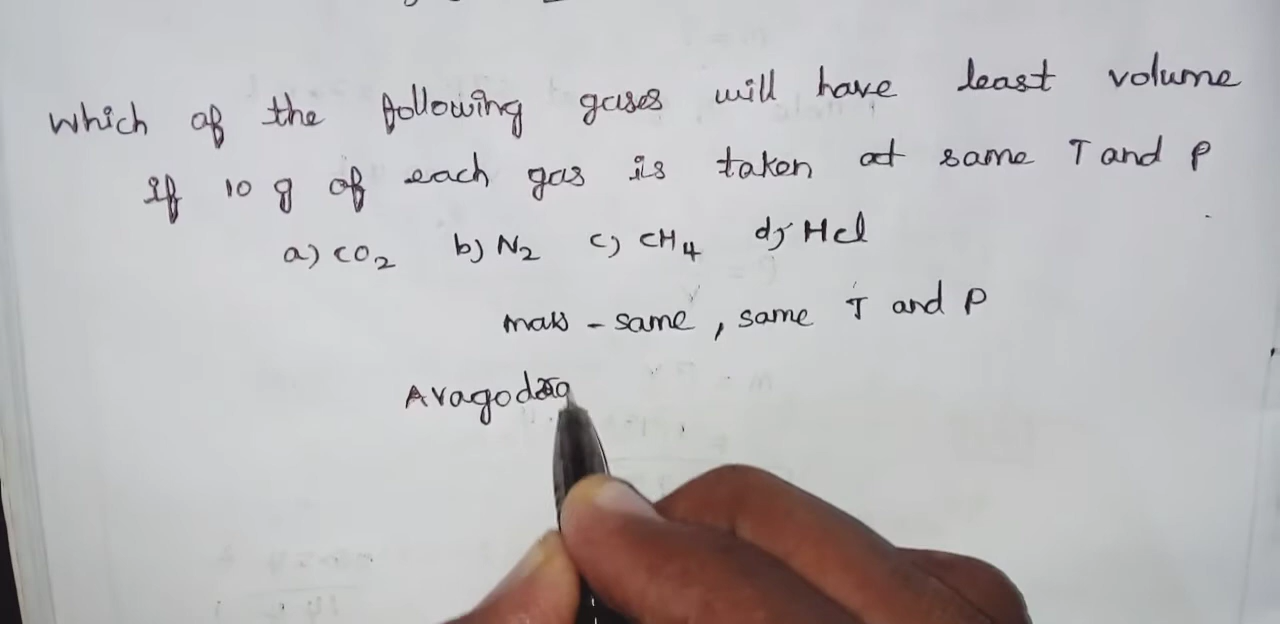 which of the following gases will have least volume
if 10 g of each gas is taken at same T and P
a) CO2 b) N2 c) CH4 d) Hcl
mass - same, same T and P
Avagodro